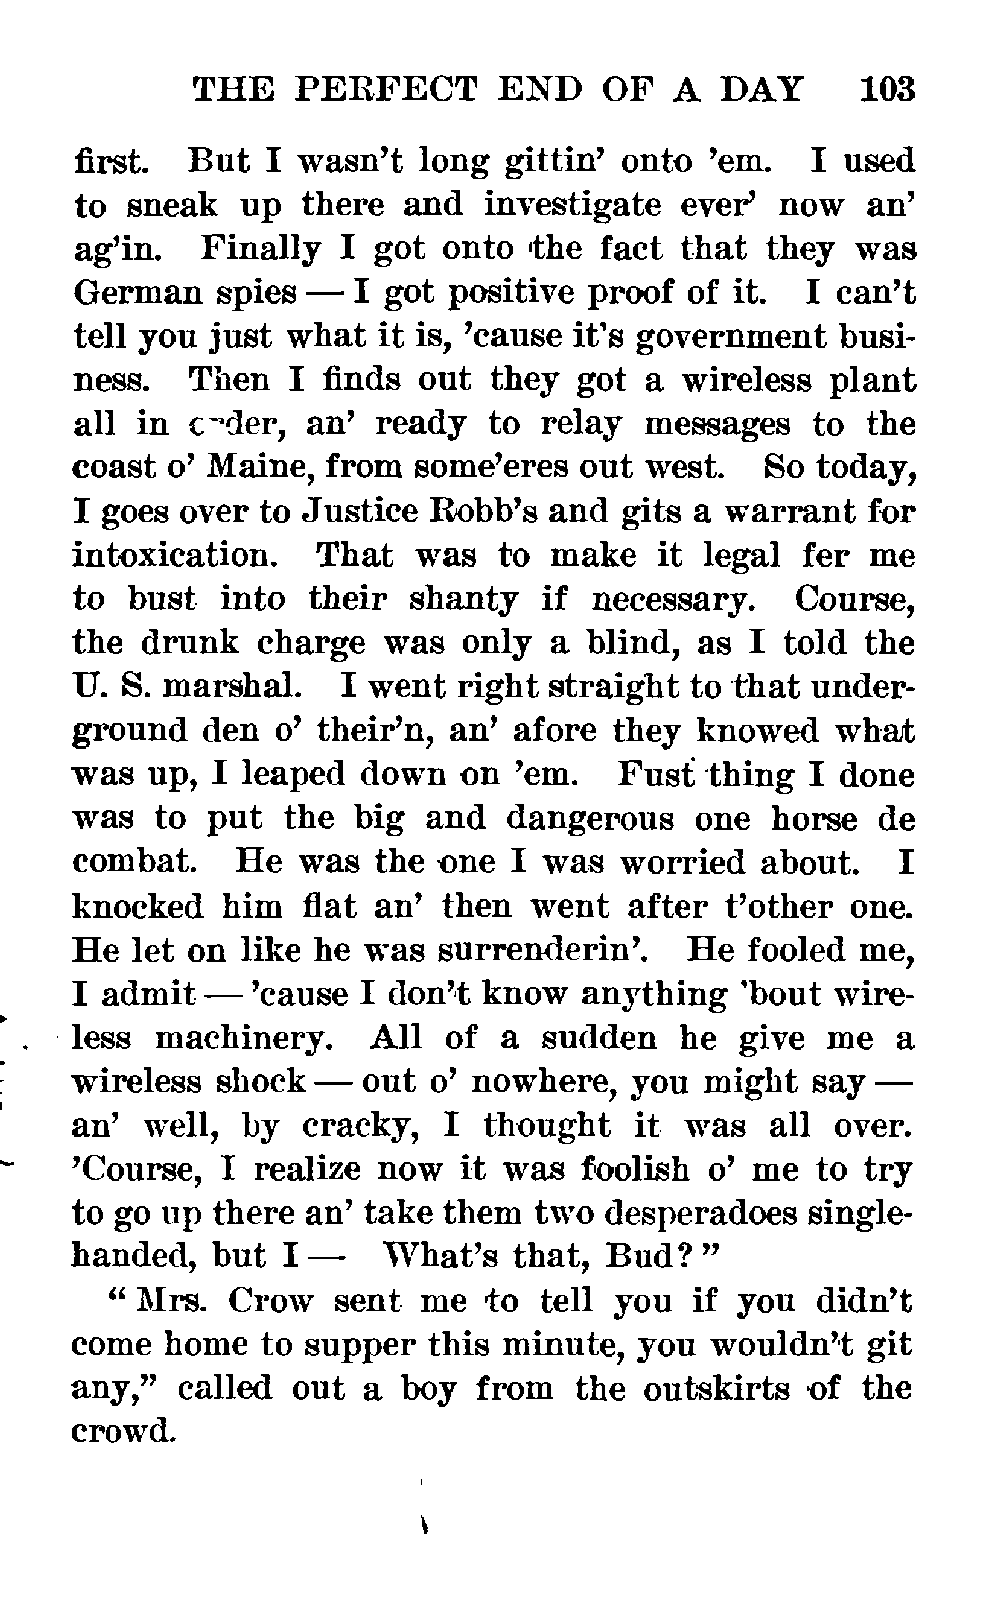 THE PERFECT END OF A DAY 103
first. But I wasn't long gittin' onto 'em. I used
to sneak up there and investigate ever' now an'
ag'in. Finally I got onto the fact that they was
German spies — I got positive proof of it. I can't
tell you just what it is, 'cause it's government busi-
ness. Then I finds out they got a wireless plant
all in order, an' ready to relay messages to the
coast o' Maine, from some'eres out west. So today,
I goes over to Justice Robb's and gits a warrant for
intoxication. That was to make it legal fer me
to bust into their shanty if necessary. Course,
the drunk charge was only a blind, as I told the
U. S. marshal. I went right straight to that under-
ground den o' their'n, an' afore they knowed what
was up, I leaped down on 'em. Fust thing I done
was to put the big and dangerous one horse de
combat. He was the one I was worried about. I
knocked him flat an' then went after t'other one.
He let on like he was surrenderin'. He fooled me,
I admit — 'cause I don't know anything 'bout wire-
less machinery. All of a sudden he give me a
wireless shock — out o' nowhere, you might say —
an' well, by cracky, I thought it was all over.
'Course, I realize now it was foolish o' me to try
to go up there an' take them two desperadoes single-
handed, but I — What's that, Bud?"
"Mrs. Crow sent me to tell you if you didn't
come home to supper this minute, you wouldn't git
any," called out a boy from the outskirts of the
crowd.